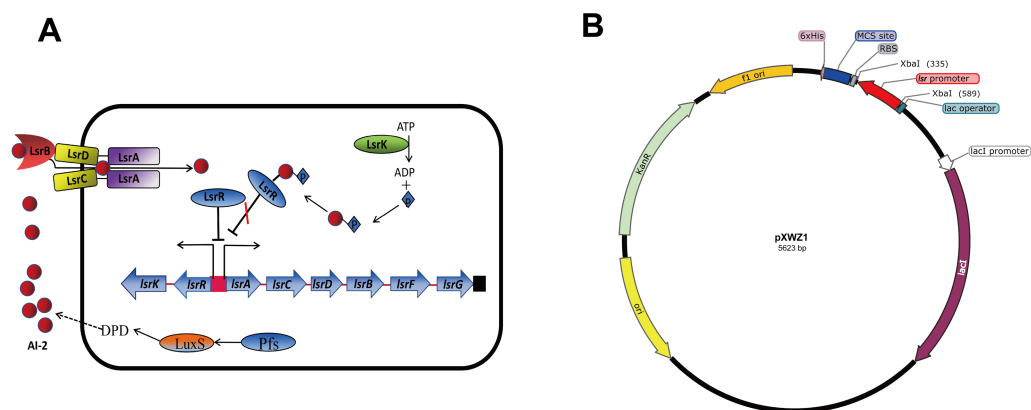 A
LsrB
LsrD
LsrA
LsrC
LsrA
LsrK
ATP
ADP
+
P
P
P
LsrR
LsrR
lsrK
lsrR
lsrA
lsrC
lsrD
lsrB
lsrF
lsrG
AI-2
DPD
LuxS
Pfs
B
6xHis
MCS site
RBS
XbaI (335)
lsr promoter
XbaI (589)
lac operator
lacI promoter
lacI
f1 ori
KanR
ori
pXWZ1
5623 bp